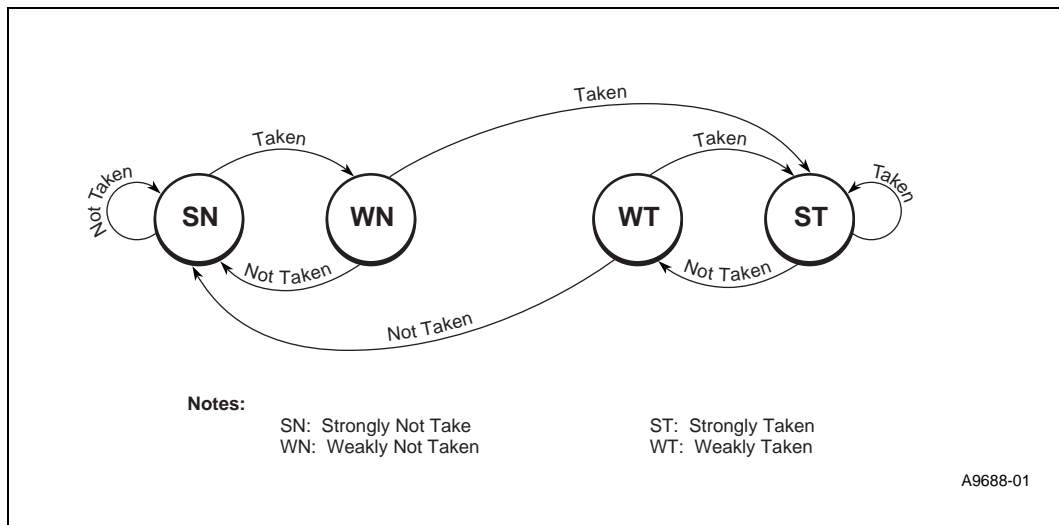 Taken
Taken
Taken
Taken
Not Taken
SN
WN
WT
ST
Not Taken
Not Taken
Not Taken
Notes:
SN: Strongly Not Take
WN: Weakly Not Taken
ST: Strongly Taken
WT: Weakly Taken
A9688-01